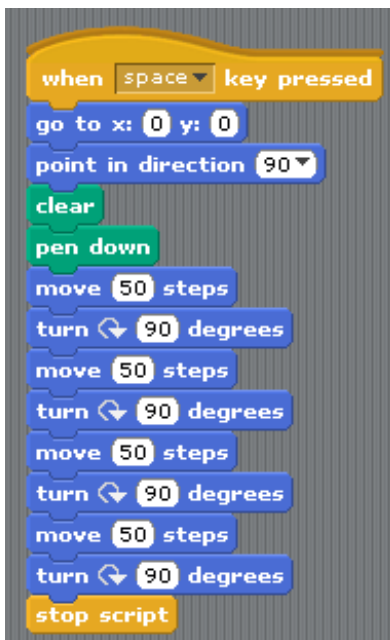 when space key pressed
go to x: 0 y: 0
point in direction 90
clear
pen down
move 50 steps
turn 90 degrees
move 50 steps
turn 90 degrees
move 50 steps
turn 90 degrees
move 50 steps
turn 90 degrees
stop script